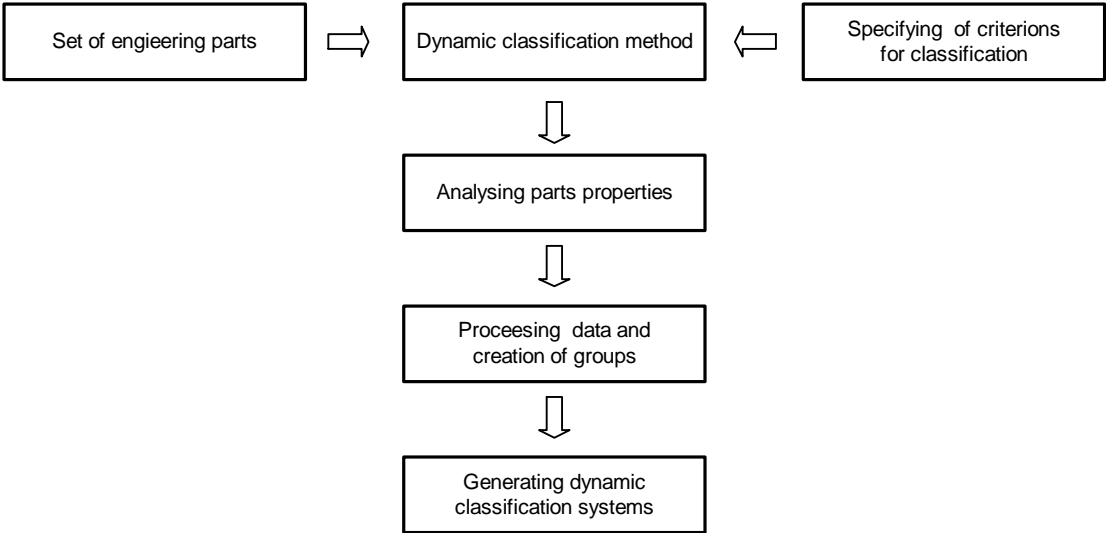 Set of engieering parts
Dynamic classification method
Specifying of criterions
for classification
Analysing parts properties
Proceesing data and
creation of groups
Generating dynamic
classification systems